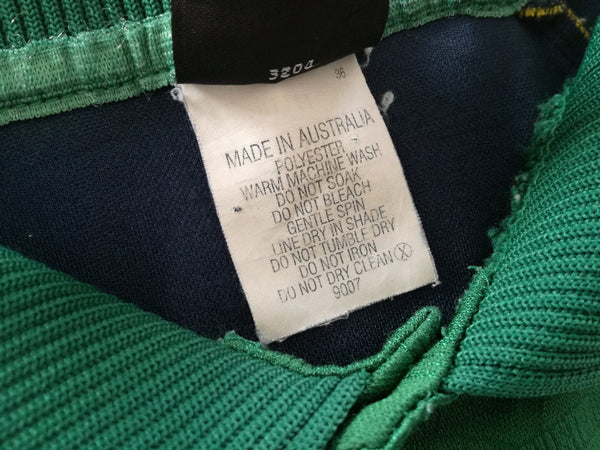 3204
36
MADE IN AUSTRALIA
POLYESTER
WARM MACHINE WASH
DO NOT SOAK
DO NOT BLEACH
GENTLE SPIN
LINE DRY IN SHADE
DO NOT TUMBLE DRY
DO NOT IRON
DO NOT DRY CLEAN Ⓧ
9007